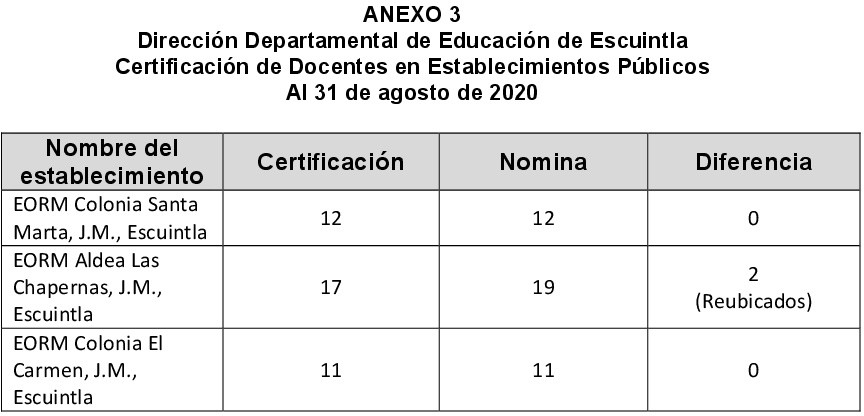 ANEXO 3
Dirección Departamental de Educación de Escuintla
Certificación de Docentes en Establecimientos Públicos
Al 31 de agosto de 2020
Nombre del
establecimiento
Certificación
Nomina
Diferencia
EORM Colonia Santa
Marta, J.M., Escuintla
12
12
0
EORM Aldea Las
Chapernas, J.M.,
Escuintla
17
19
2
(Reubicados)
EORM Colonia El
Carmen, J.M.,
Escuintla
11
11
0